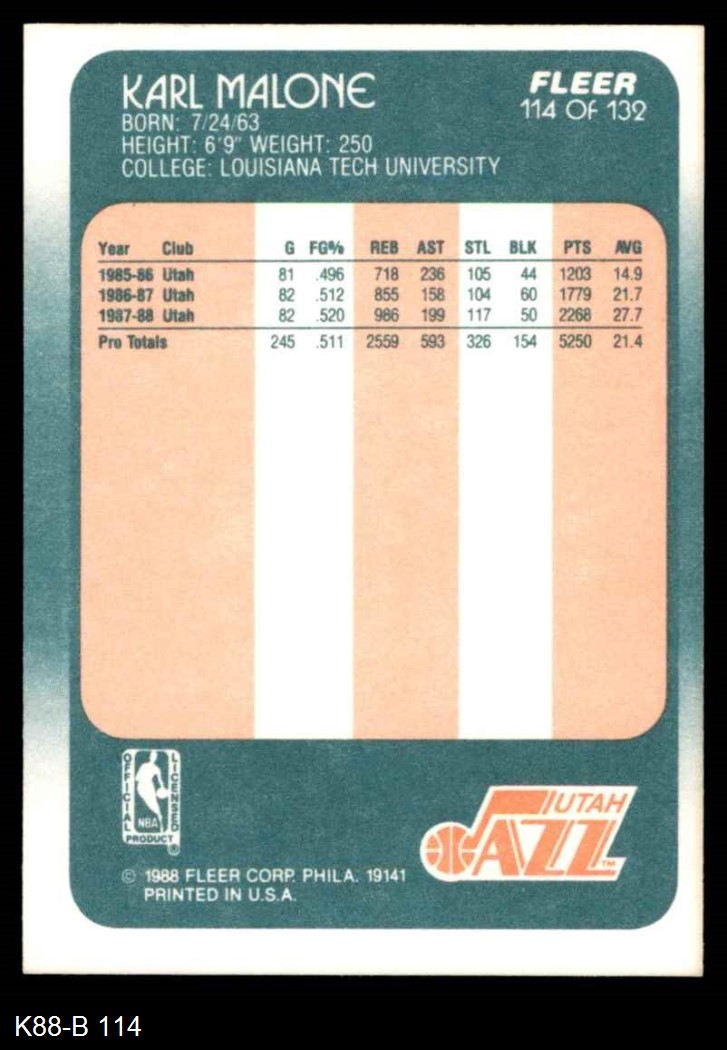 KARL MALONE
FLEER
114 OF 132
BORN: 7/24/63
HEIGHT: 6'9" WEIGHT: 250
COLLEGE: LOUISIANA TECH UNIVERSITY
Year Club G FG% REB AST STL BLK PTS AVG
1985-86 Utah 81 .496 718 236 105 44 1203 14.9
1986-87 Utah 82 .512 855 158 104 60 1779 21.7
1987-88 Utah 82 .520 986 199 117 50 2268 27.7
Pro Totals 245 .511 2559 593 326 154 5250 21.4
OFFICIAL
LICENSED
NBA
PRODUCT
®
UTAH
JAZZ
™
© 1988 FLEER CORP. PHILA. 19141
PRINTED IN U.S.A.
K88-B 114